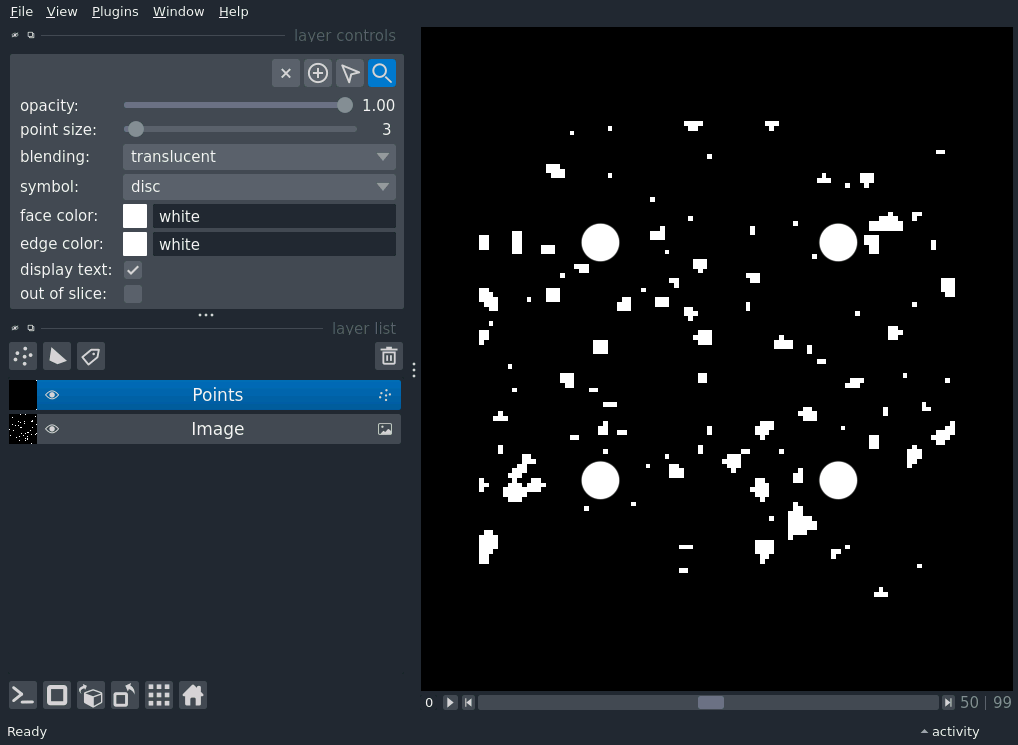 File View Plugins Window Help
layer controls
opacity: 1.00
point size: 3
blending: translucent
symbol: disc
face color: white
edge color: white
display text:
out of slice:
layer list
Points
Image
0 50 | 99
Ready activity